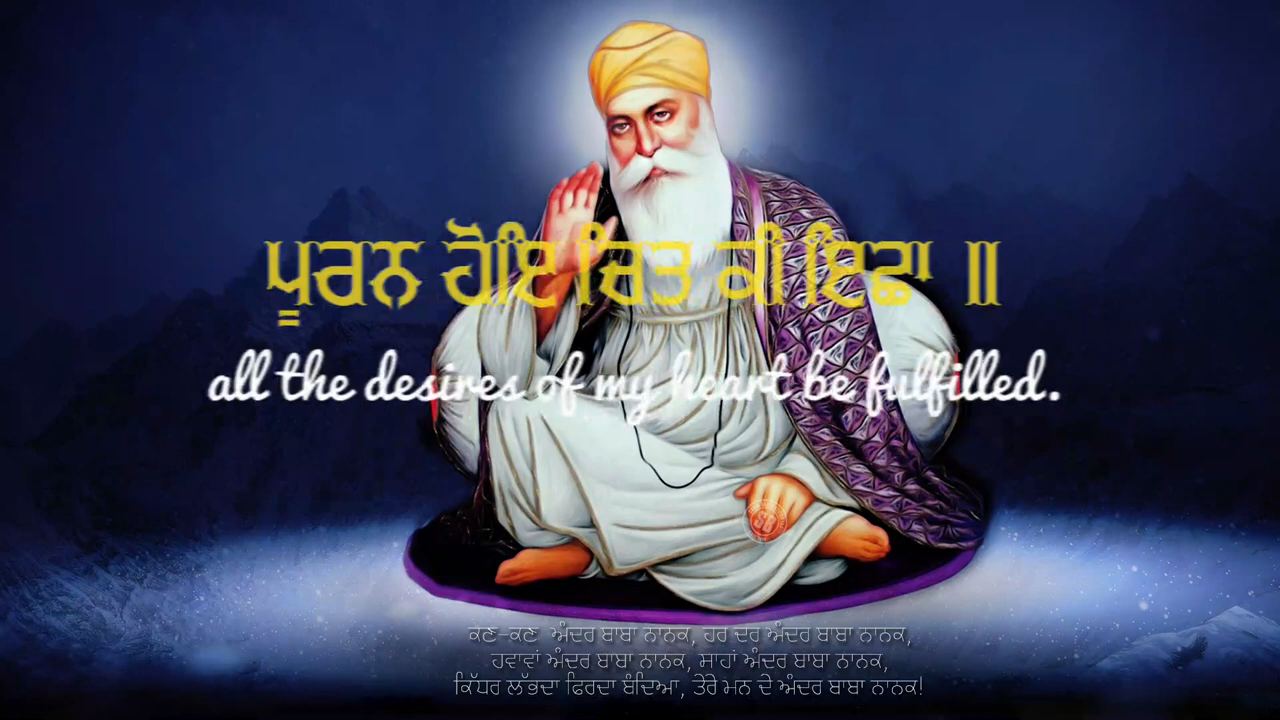 ਪੂਰਨ ਹੋਇ ਚਿਤ ਕੀ ਇਛਾ ॥
all the desires of my heart be fulfilled.
ਕਣ-ਕਣ ਅੰਦਰ ਬਾਬਾ ਨਾਨਕ, ਹਰ ਦਰ ਅੰਦਰ ਬਾਬਾ ਨਾਨਕ,
ਹਵਾਵਾਂ ਅੰਦਰ ਬਾਬਾ ਨਾਨਕ, ਸਾਹਾਂ ਅੰਦਰ ਬਾਬਾ ਨਾਨਕ,
ਕਿੱਧਰ ਲੱਭਦਾ ਫਿਰਦਾ ਬੰਦਿਆ, ਤੇਰੇ ਮਨ ਦੇ ਅੰਦਰ ਬਾਬਾ ਨਾਨਕ!